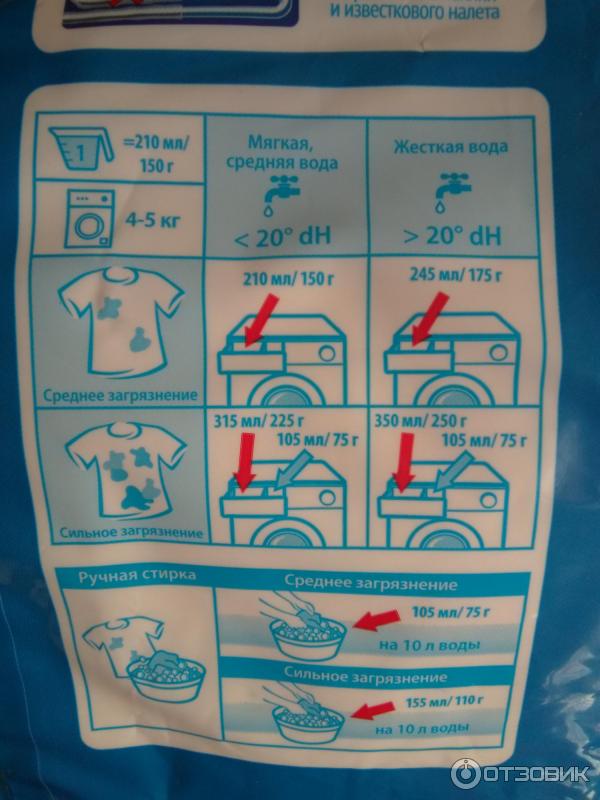 и известкового налета
1
=210 мл/
150 г
4-5 кг
Мягкая,
средняя вода
< 20° dH
Жесткая вода
> 20° dH
210 мл/ 150 г
245 мл/ 175 г
Среднее загрязнение
315 мл/ 225 г
105 мл/ 75 г
350 мл/ 250 г
105 мл/ 75 г
Сильное загрязнение
Ручная стирка
Среднее загрязнение
105 мл/ 75 г
на 10 л воды
Сильное загрязнение
155 мл/ 110 г
на 10 л воды
ОТЗОВИК